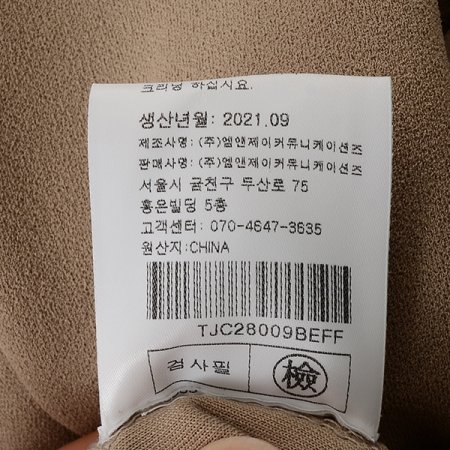 크리닝 하십시요.
생산년월: 2021.09
제조사명: (주)엠앤제이커뮤니케이션즈
판매사명: (주)엠앤제이커뮤니케이션즈
서울시 금천구 두산로 75
홍은빌딩 5층
고객센터: 070-4647-3635
원산지:CHINA
TJC28009BEFF
검사필 檢